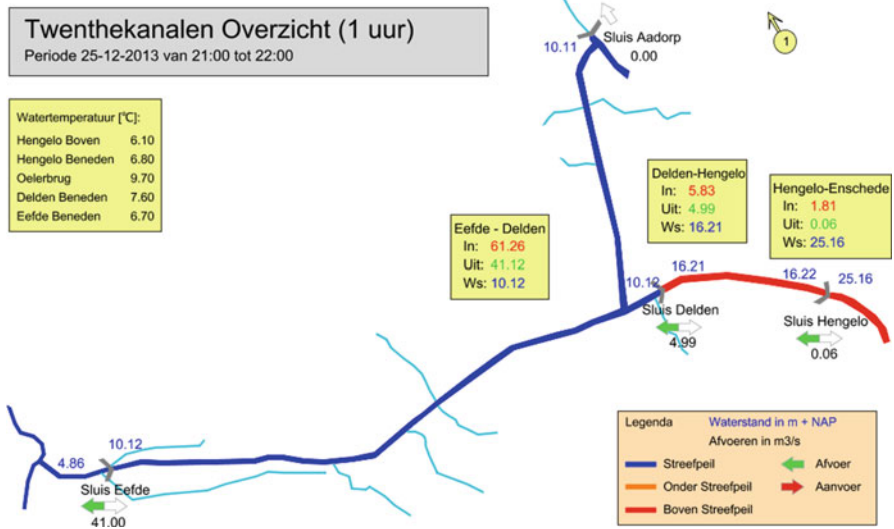 Twenthekanalen Overzicht (1 uur)
Periode 25-12-2013 van 21:00 tot 22:00
10.11
Sluis Aadorp
0.00
1
Watertemperatuur [°C]:
Hengelo Boven 6.10
Hengelo Beneden 6.80
Oelerbrug 9.70
Delden Beneden 7.60
Eefde Beneden 6.70
Delden-Hengelo
In: 5.83
Uit: 4.99
Ws: 16.21
Hengelo-Enschede
In: 1.81
Uit: 0.06
Ws: 25.16
Eefde - Delden
In: 61.26
Uit: 41.12
Ws: 10.12
10.12
16.21
16.22
25.16
Sluis Delden
4.99
Sluis Hengelo
0.06
4.86
10.12
Sluis Eefde
41.00
Legenda Waterstand in m + NAP
Afvoeren in m3/s
Streefpeil Afvoer
Onder Streefpeil Aanvoer
Boven Streefpeil